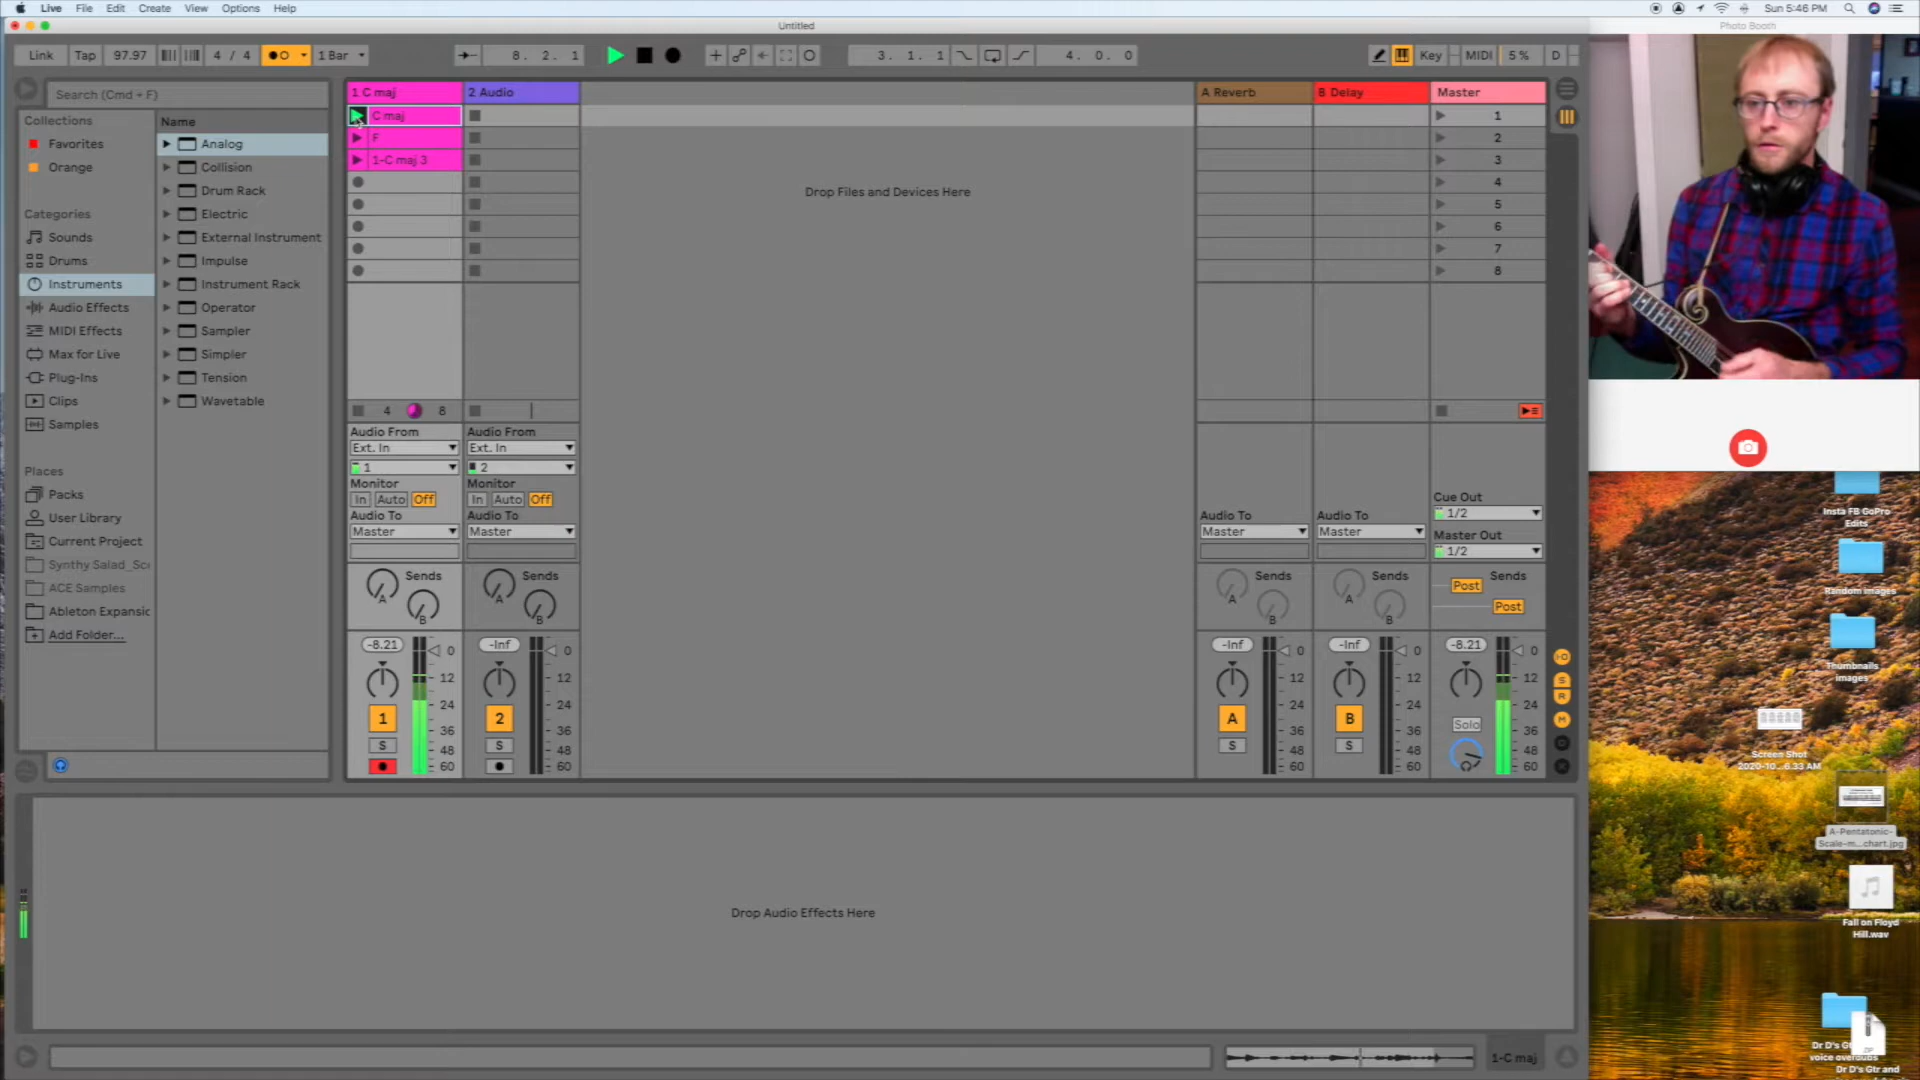 Live File Edit Create View Options Help
Sun 5:46 PM
Untitled
Photo Booth
Link Tap 97.97 4 / 4 1 Bar
8. 2. 1
3. 1. 1
4. 0. 0
Key MIDI 5 % D
Search (Cmd + F)
Collections
Favorites
Orange
Categories
Sounds
Drums
Instruments
Audio Effects
MIDI Effects
Max for Live
Plug-Ins
Clips
Samples
Places
Packs
User Library
Current Project
Synthy Salad_Sc
ACE Samples
Ableton Expansic
Add Folder...
Name
Analog
Collision
Drum Rack
Electric
External Instrument
Impulse
Instrument Rack
Operator
Sampler
Simpler
Tension
Wavetable
1 C maj
C maj
F
1-C maj 3
4 8
Audio From
Ext. In
1
Monitor
In Auto Off
Audio To
Master
Sends
A
B
-8.21
0
12
24
36
48
60
1
S
2 Audio
Audio From
Ext. In
2
Monitor
In Auto Off
Audio To
Master
Sends
A
B
-Inf
0
12
24
36
48
60
2
S
Drop Files and Devices Here
A Reverb
Audio To
Master
Sends
A
B
-Inf
0
12
24
36
48
60
A
S
B Delay
Audio To
Master
Sends
A
B
-Inf
0
12
24
36
48
60
B
S
Master
1
2
3
4
5
6
7
8
Cue Out
1/2
Master Out
1/2
Sends
Post
Post
-8.21
0
12
24
36
48
60
Solo
I-O
S
R
M
D
X
Drop Audio Effects Here
1-C maj
Insta FB GoPro
Edits
Random images
Thumbnails
images
Screen Shot
2020-10...6.33 AM
A-Pentatonic-
Scale-m...chart.jpg
Fall on Floyd
Hill.wav
ZIP
Dr D's Gt
voice overdubs
Dr D's Gtr and